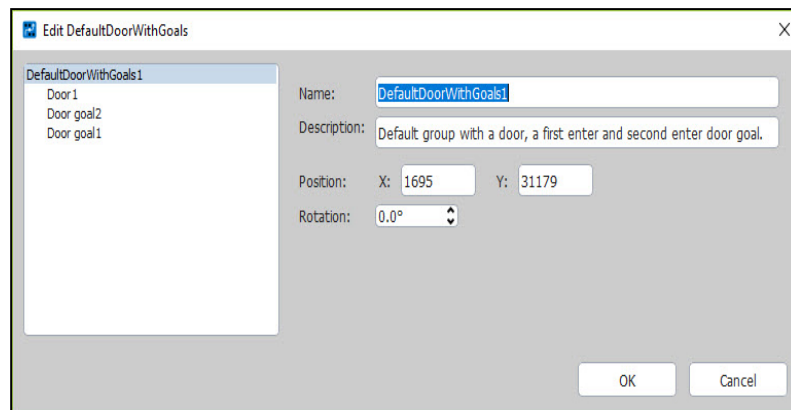 Edit DefaultDoorWithGoals
DefaultDoorWithGoals1
Door1
Door goal2
Door goal1
Name: DefaultDoorWithGoals1
Description: Default group with a door, a first enter and second enter door goal.
Position: X: 1695 Y: 31179
Rotation: 0.0°
OK Cancel